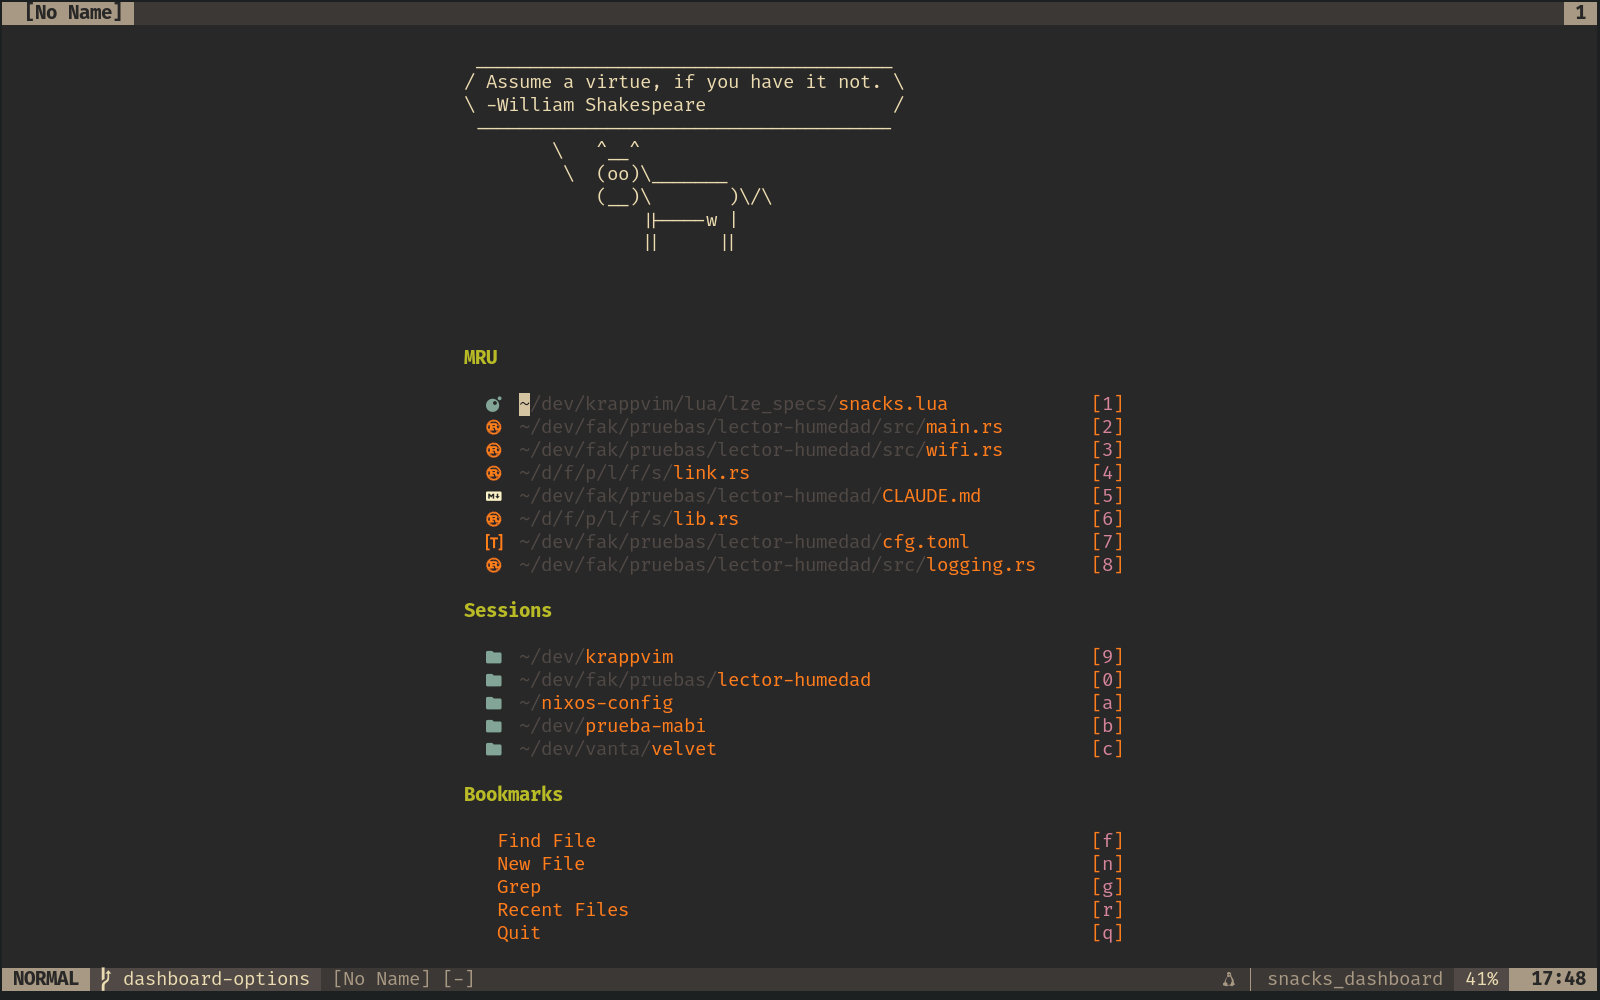 [No Name] 1
 ______________________________________
/ Assume a virtue, if you have it not. \
\ -William Shakespeare                 /
 --------------------------------------
        \   ^__^
         \  (oo)\_______
            (__)\       )\/\
                ||----w |
                ||     ||
MRU
~/dev/krappvim/lua/lze_specs/snacks.lua [1]
~/dev/fak/pruebas/lector-humedad/src/main.rs [2]
~/dev/fak/pruebas/lector-humedad/src/wifi.rs [3]
~/d/f/p/l/f/s/link.rs [4]
~/dev/fak/pruebas/lector-humedad/CLAUDE.md [5]
~/d/f/p/l/f/s/lib.rs [6]
[T] ~/dev/fak/pruebas/lector-humedad/cfg.toml [7]
~/dev/fak/pruebas/lector-humedad/src/logging.rs [8]
Sessions
~/dev/krappvim [9]
~/dev/fak/pruebas/lector-humedad [0]
~/nixos-config [a]
~/dev/prueba-mabi [b]
~/dev/vanta/velvet [c]
Bookmarks
Find File [f]
New File [n]
Grep [g]
Recent Files [r]
Quit [q]
NORMAL dashboard-options [No Name] [-] snacks_dashboard 41% 17:48